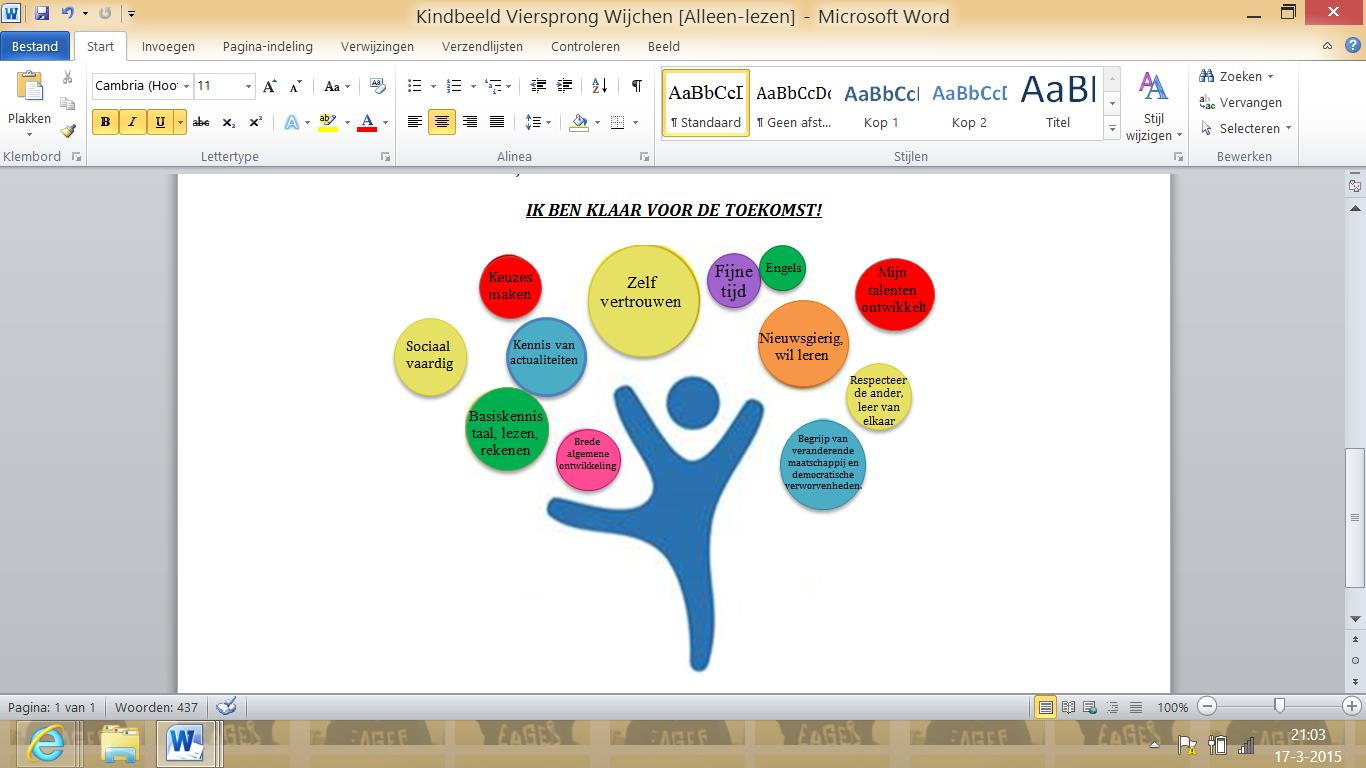 Kindbeeld Viersprong Wijchen [Alleen-lezen] - Microsoft Word
Bestand Start Invoegen Pagina-indeling Verwijzingen Verzendlijsten Controleren Beeld
Plakken
Klembord
Cambria (Hoo 11
Lettertype
Alinea
AaBbCcI AaBbCcDc AaBbCcI AaBbCcI AaBl
¶ Standaard ¶ Geen afst... Kop 1 Kop 2 Titel
Stijl
wijzigen
Stijlen
Zoeken
Vervangen
Selecteren
Bewerken
IK BEN KLAAR VOOR DE TOEKOMST!
Keuzes
maken
Zelf
vertrouwen
Fijne
tijd
Engels
Mijn
talenten
ontwikkelt
Sociaal
vaardig
Kennis van
actualiteiten
Nieuwsgierig,
wil leren
Respecteer
de ander,
leer van
elkaar
Basiskennis
taal, lezen,
rekenen
Brede
algemene
ontwikkeling
Begrijp van
veranderende
maatschappij en
democratische
verworvenheden.
Pagina: 1 van 1 Woorden: 437 100%
21:03
17-3-2015